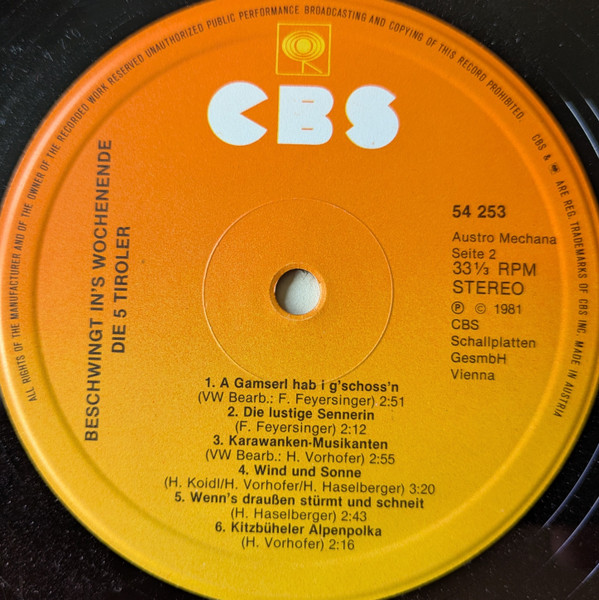 ALL RIGHTS OF THE MANUFACTURER AND OF THE OWNER OF THE RECORDED WORK RESERVED UNAUTHORIZED PUBLIC PERFORMANCE BROADCASTING AND COPYING OF THIS RECORD PROHIBITED.
CBS & ARE REG. TRADEMARKS OF CBS INC. MADE IN AUSTRIA
CBS
BESCHWINGT IN'S WOCHENENDE
DIE 5 TIROLER
54 253
Austro Mechana
Seite 2
33⅓ RPM
STEREO
Ⓟ © 1981
CBS
Schallplatten
GesmbH
Vienna
1. A Gamserl hab i g'schoss'n
(VW Bearb.: F. Feyersinger) 2:51
2. Die lustige Sennerin
(F. Feyersinger) 2:12
3. Karawanken-Musikanten
(VW Bearb.: H. Vorhofer) 2:55
4. Wind und Sonne
(H. Koidl/H. Vorhofer/H. Haselberger) 3:20
5. Wenn's draußen stürmt und schneit
(H. Haselberger) 2:43
6. Kitzbüheler Alpenpolka
(H. Vorhofer) 2:16